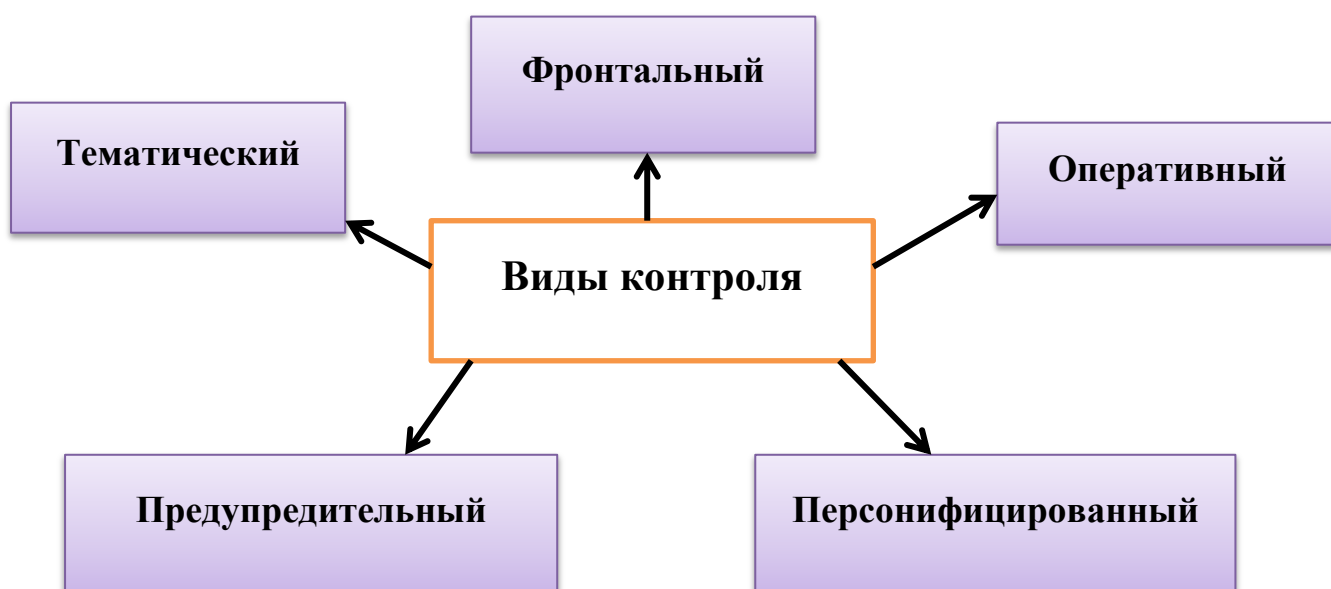 Фронтальный
Тематический
Оперативный
Виды контроля
Предупредительный
Персонифицированный